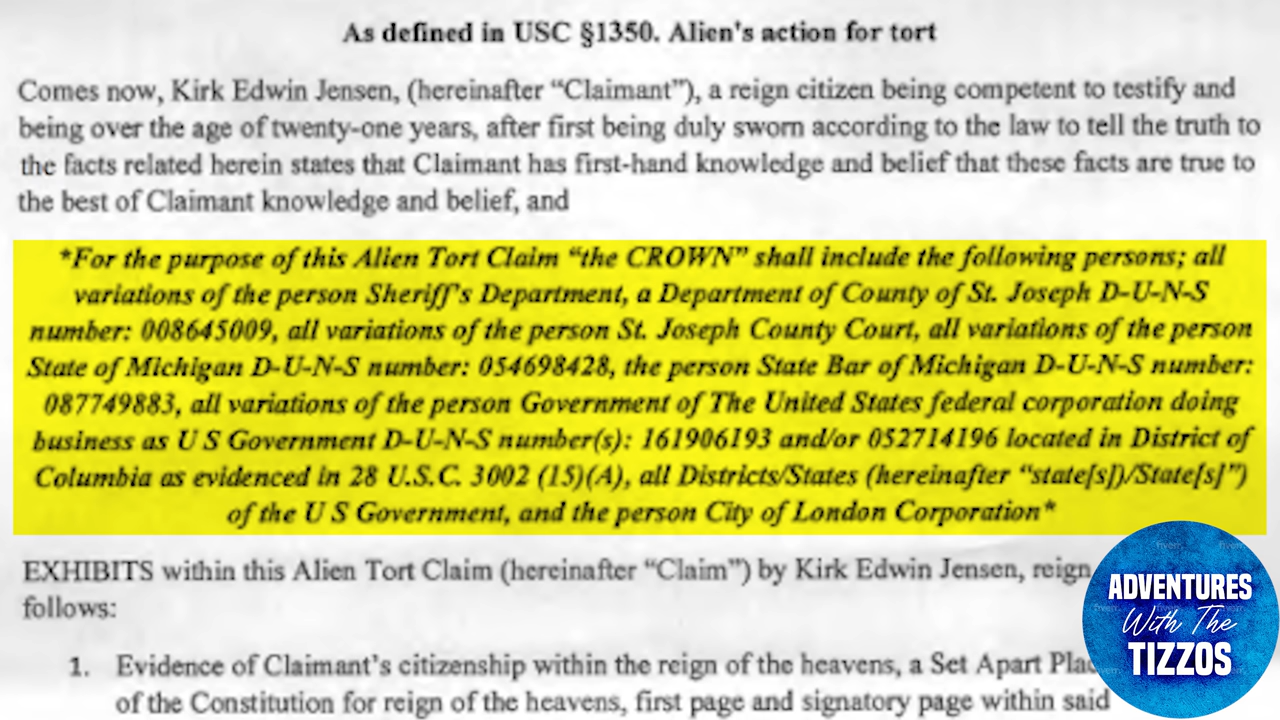 As defined in USC §1350. Alien's action for tort
Comes now, Kirk Edwin Jensen, (hereinafter “Claimant”), a reign citizen being competent to testify and
being over the age of twenty-one years, after first being duly sworn according to the law to tell the truth to
the facts related herein states that Claimant has first-hand knowledge and belief that these facts are true to
the best of Claimant knowledge and belief, and
*For the purpose of this Alien Tort Claim “the CROWN” shall include the following persons; all
variations of the person Sheriff's Department, a Department of County of St. Joseph D-U-N-S
number: 008645009, all variations of the person St. Joseph County Court, all variations of the person
State of Michigan D-U-N-S number: 054698428, the person State Bar of Michigan D-U-N-S number:
087749883, all variations of the person Government of The United States federal corporation doing
business as U S Government D-U-N-S number(s): 161906193 and/or 052714196 located in District of
Columbia as evidenced in 28 U.S.C. 3002 (15)(A), all Districts/States (hereinafter “state[s])/State[s]”)
of the U S Government, and the person City of London Corporation*
EXHIBITS within this Alien Tort Claim (hereinafter “Claim”) by Kirk Edwin Jensen, reign
follows:
1. Evidence of Claimant's citizenship within the reign of the heavens, a Set Apart
of the Constitution for reign of the heavens, first page and signatory page within said
ADVENTURES
With The
TIZZOS